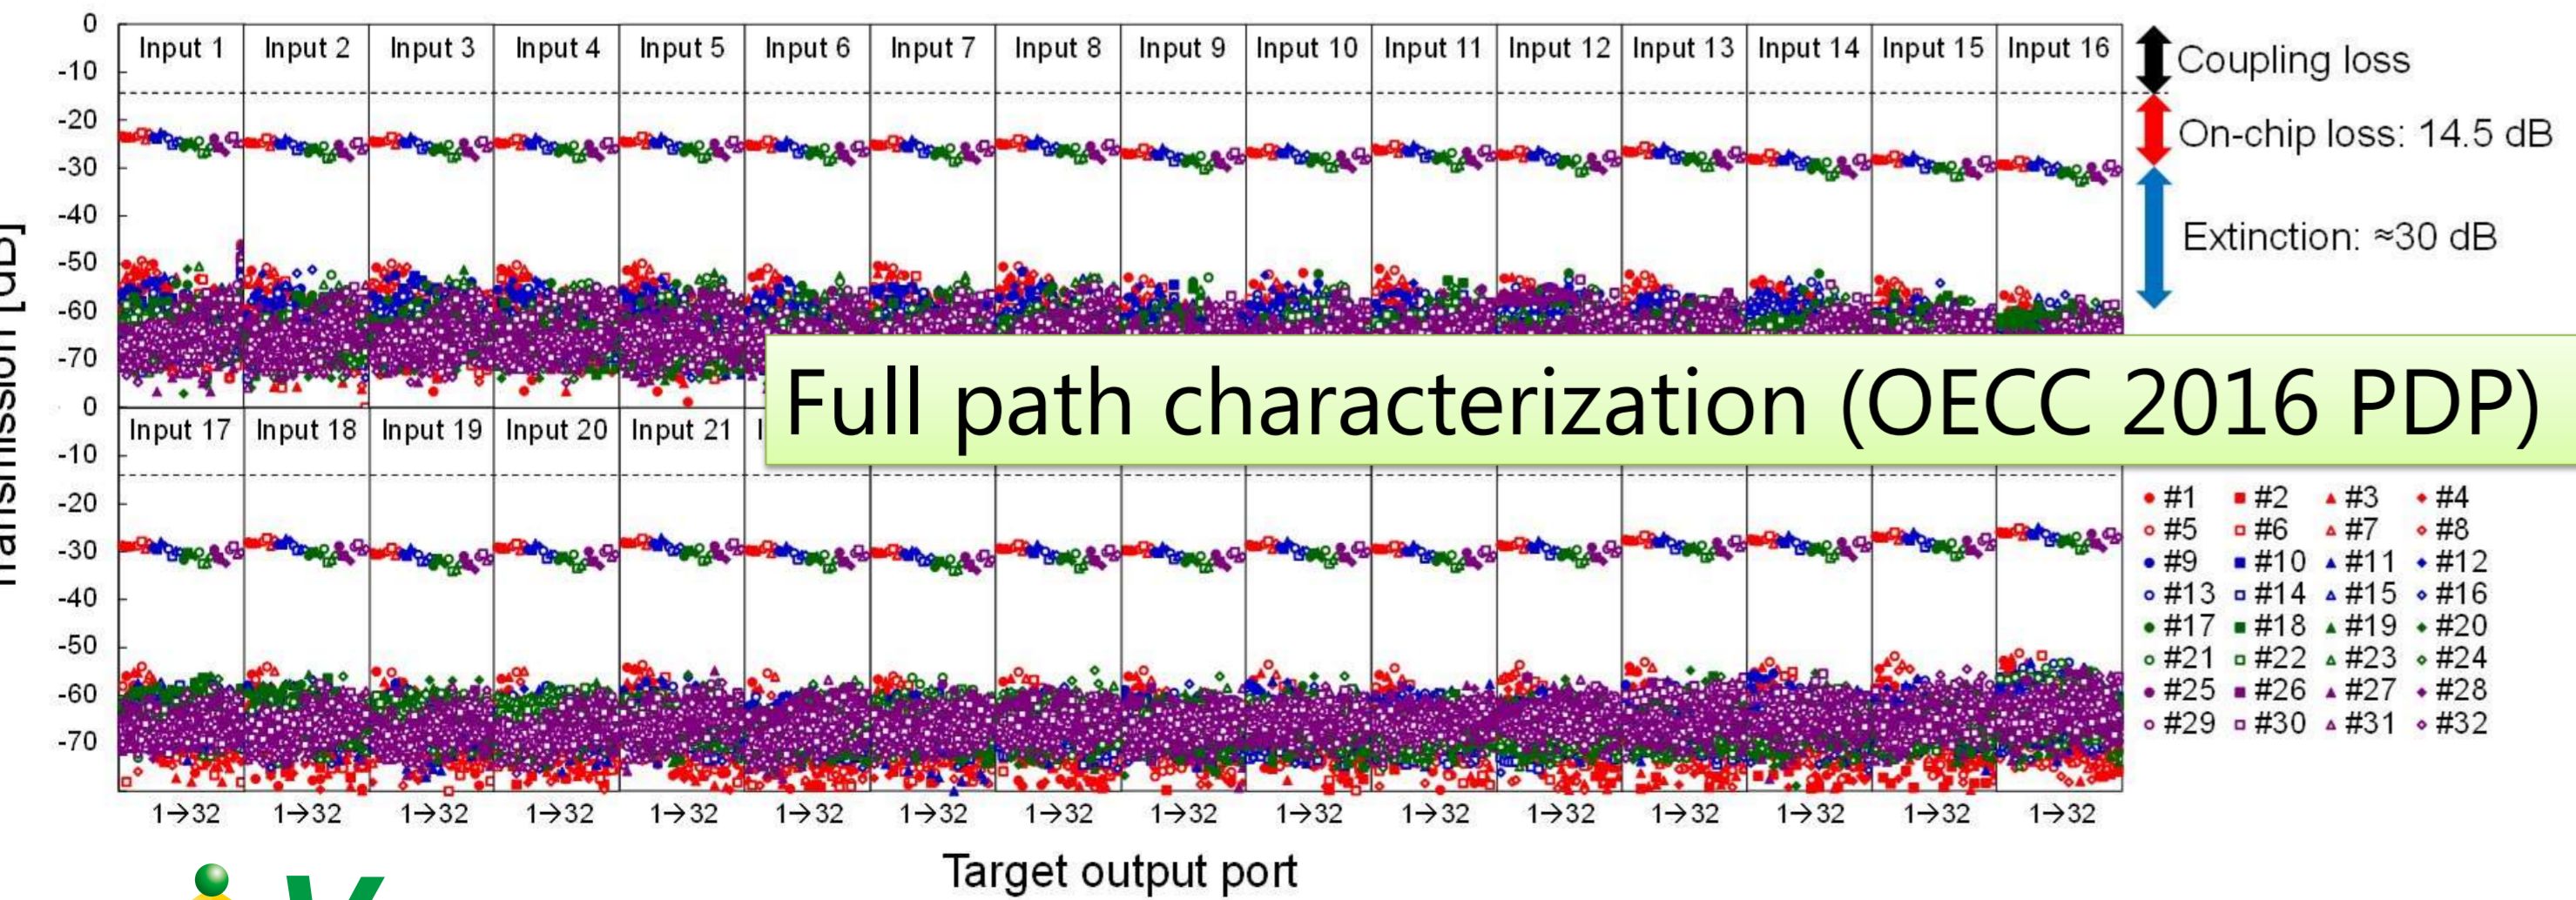 0
Input 1 Input 2 Input 3 Input 4 Input 5 Input 6 Input 7 Input 8 Input 9 Input 10 Input 11 Input 12 Input 13 Input 14 Input 15 Input 16
-10
-20
-30
-40
-50
-60
-70
Coupling loss
On-chip loss: 14.5 dB
Extinction: ≈30 dB
Transmission [dB]
Full path characterization (OECC 2016 PDP)
0
Input 17 Input 18 Input 19 Input 20 Input 21
-10
-20
-30
-40
-50
-60
-70
#1 #2 #3 #4
#5 #6 #7 #8
#9 #10 #11 #12
#13 #14 #15 #16
#17 #18 #19 #20
#21 #22 #23 #24
#25 #26 #27 #28
#29 #30 #31 #32
1→32 1→32 1→32 1→32 1→32 1→32 1→32 1→32 1→32 1→32 1→32 1→32 1→32 1→32 1→32 1→32
Target output port